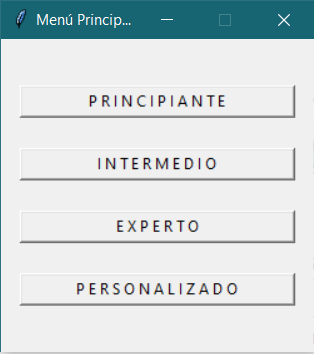 Menú Princip...
PRINCIPIANTE
INTERMEDIO
EXPERTO
PERSONALIZADO